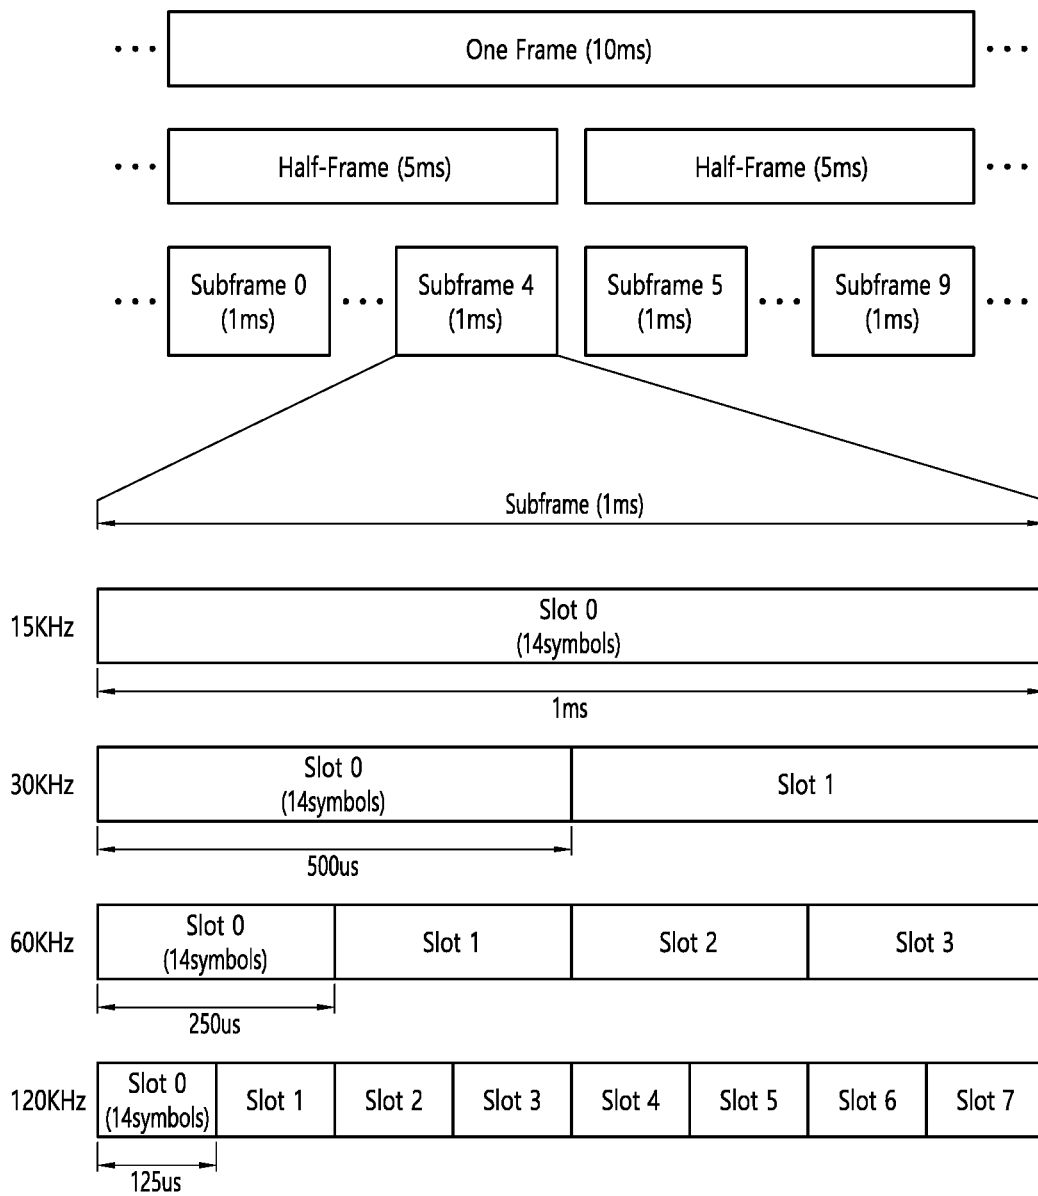 ··· One Frame (10ms) ···
··· Half-Frame (5ms) Half-Frame (5ms) ···
Subframe 0 Subframe 4 Subframe 5 Subframe 9
··· (1ms) ··· (1ms) (1ms) ··· (1ms) ···
Subframe (1ms)
Slot 0
15KHz
(14symbols)
1ms
Slot 0
30KHz Slot 1
(14symbols)
500us
Slot 0
60KHz Slot 1 Slot 2 Slot 3
(14symbols)
250us
Slot 0
120KHz Slot 1 Slot 2 Slot 3 Slot 4 Slot 5 Slot 6 Slot 7
(14symbols)
125us